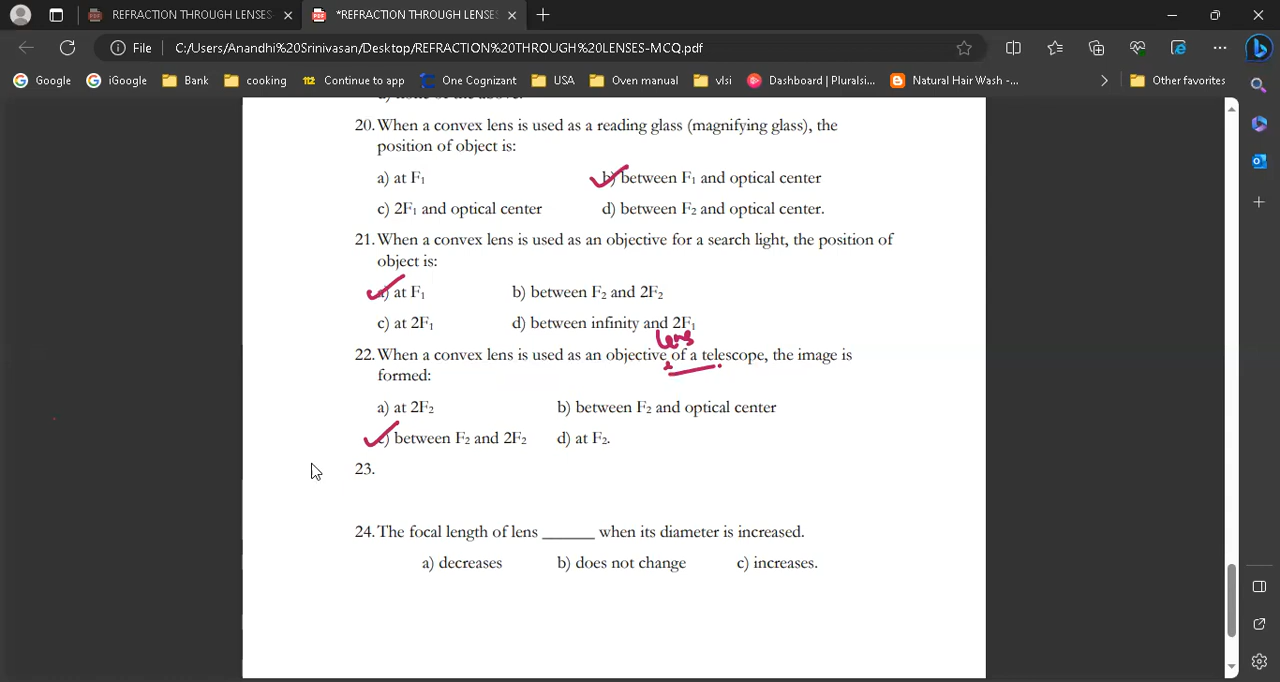 REFRACTION THROUGH LENSES-
*REFRACTION THROUGH LENSES
File
C:/Users/Anandhi%20Srinivasan/Desktop/REFRACTION%20THROUGH%20LENSES-MCQ.pdf
Google iGoogle Bank cooking Continue to app One Cognizant USA Oven manual vlsi Dashboard | Pluralsi... Natural Hair Wash -... Other favorites
20. When a convex lens is used as a reading glass (magnifying glass), the
position of object is:
a) at F₁ b) between F₁ and optical center
c) 2F₁ and optical center d) between F₂ and optical center.
21. When a convex lens is used as an objective for a search light, the position of
object is:
a) at F₁ b) between F₂ and 2F₂
c) at 2F₁ d) between infinity and 2F₁
lens
22. When a convex lens is used as an objective of a telescope, the image is
formed:
a) at 2F₂ b) between F₂ and optical center
c) between F₂ and 2F₂ d) at F₂.
23.
24. The focal length of lens ______ when its diameter is increased.
a) decreases b) does not change c) increases.